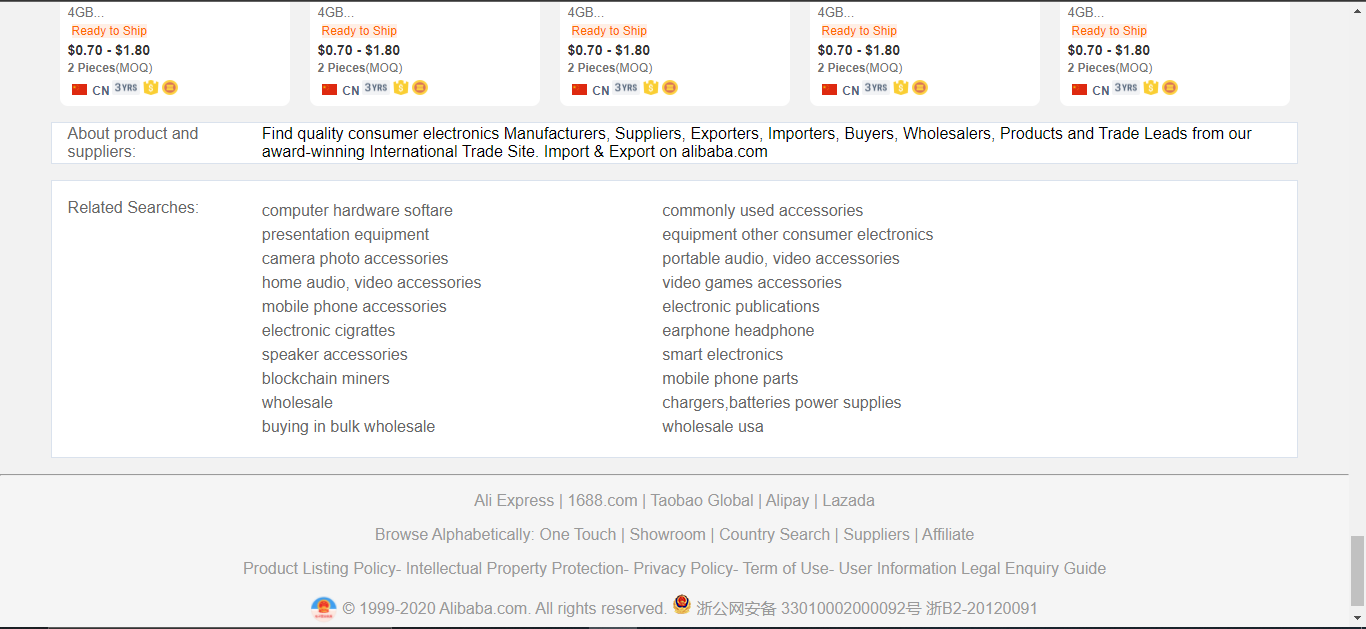 4GB... 4GB... 4GB... 4GB... 4GB...
Ready to Ship Ready to Ship Ready to Ship Ready to Ship Ready to Ship
$0.70 - $1.80 $0.70 - $1.80 $0.70 - $1.80 $0.70 - $1.80 $0.70 - $1.80
2 Pieces(MOQ) 2 Pieces(MOQ) 2 Pieces(MOQ) 2 Pieces(MOQ) 2 Pieces(MOQ)
CN 3YRS CN 3YRS CN 3YRS CN 3YRS CN 3YRS
About product and suppliers:
Find quality consumer electronics Manufacturers, Suppliers, Exporters, Importers, Buyers, Wholesalers, Products and Trade Leads from our
award-winning International Trade Site. Import & Export on alibaba.com
Related Searches:
computer hardware softare
presentation equipment
camera photo accessories
home audio, video accessories
mobile phone accessories
electronic cigrattes
speaker accessories
blockchain miners
wholesale
buying in bulk wholesale
commonly used accessories
equipment other consumer electronics
portable audio, video accessories
video games accessories
electronic publications
earphone headphone
smart electronics
mobile phone parts
chargers,batteries power supplies
wholesale usa
Ali Express | 1688.com | Taobao Global | Alipay | Lazada
Browse Alphabetically: One Touch | Showroom | Country Search | Suppliers | Affiliate
Product Listing Policy- Intellectual Property Protection- Privacy Policy- Term of Use- User Information Legal Enquiry Guide
© 1999-2020 Alibaba.com. All rights reserved. 浙公网安备 33010002000092号 浙B2-20120091